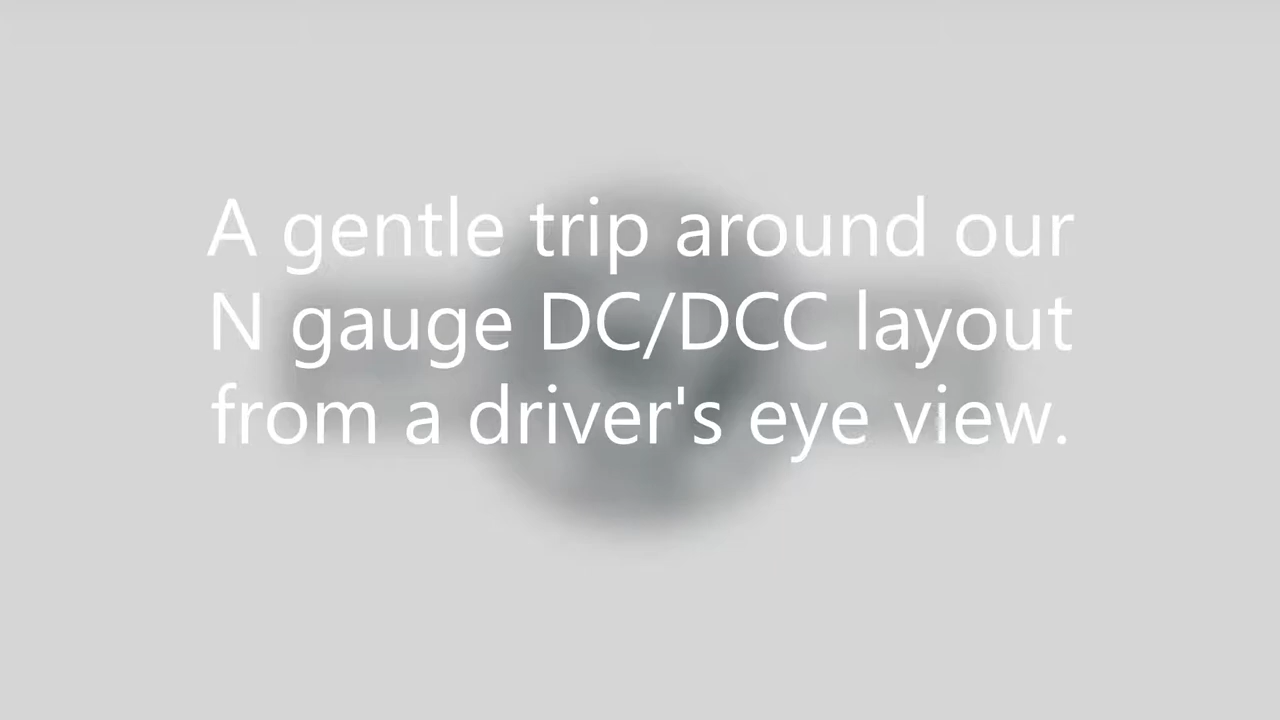 A gentle trip around our
N gauge DC/DCC layout
from a driver's eye view.